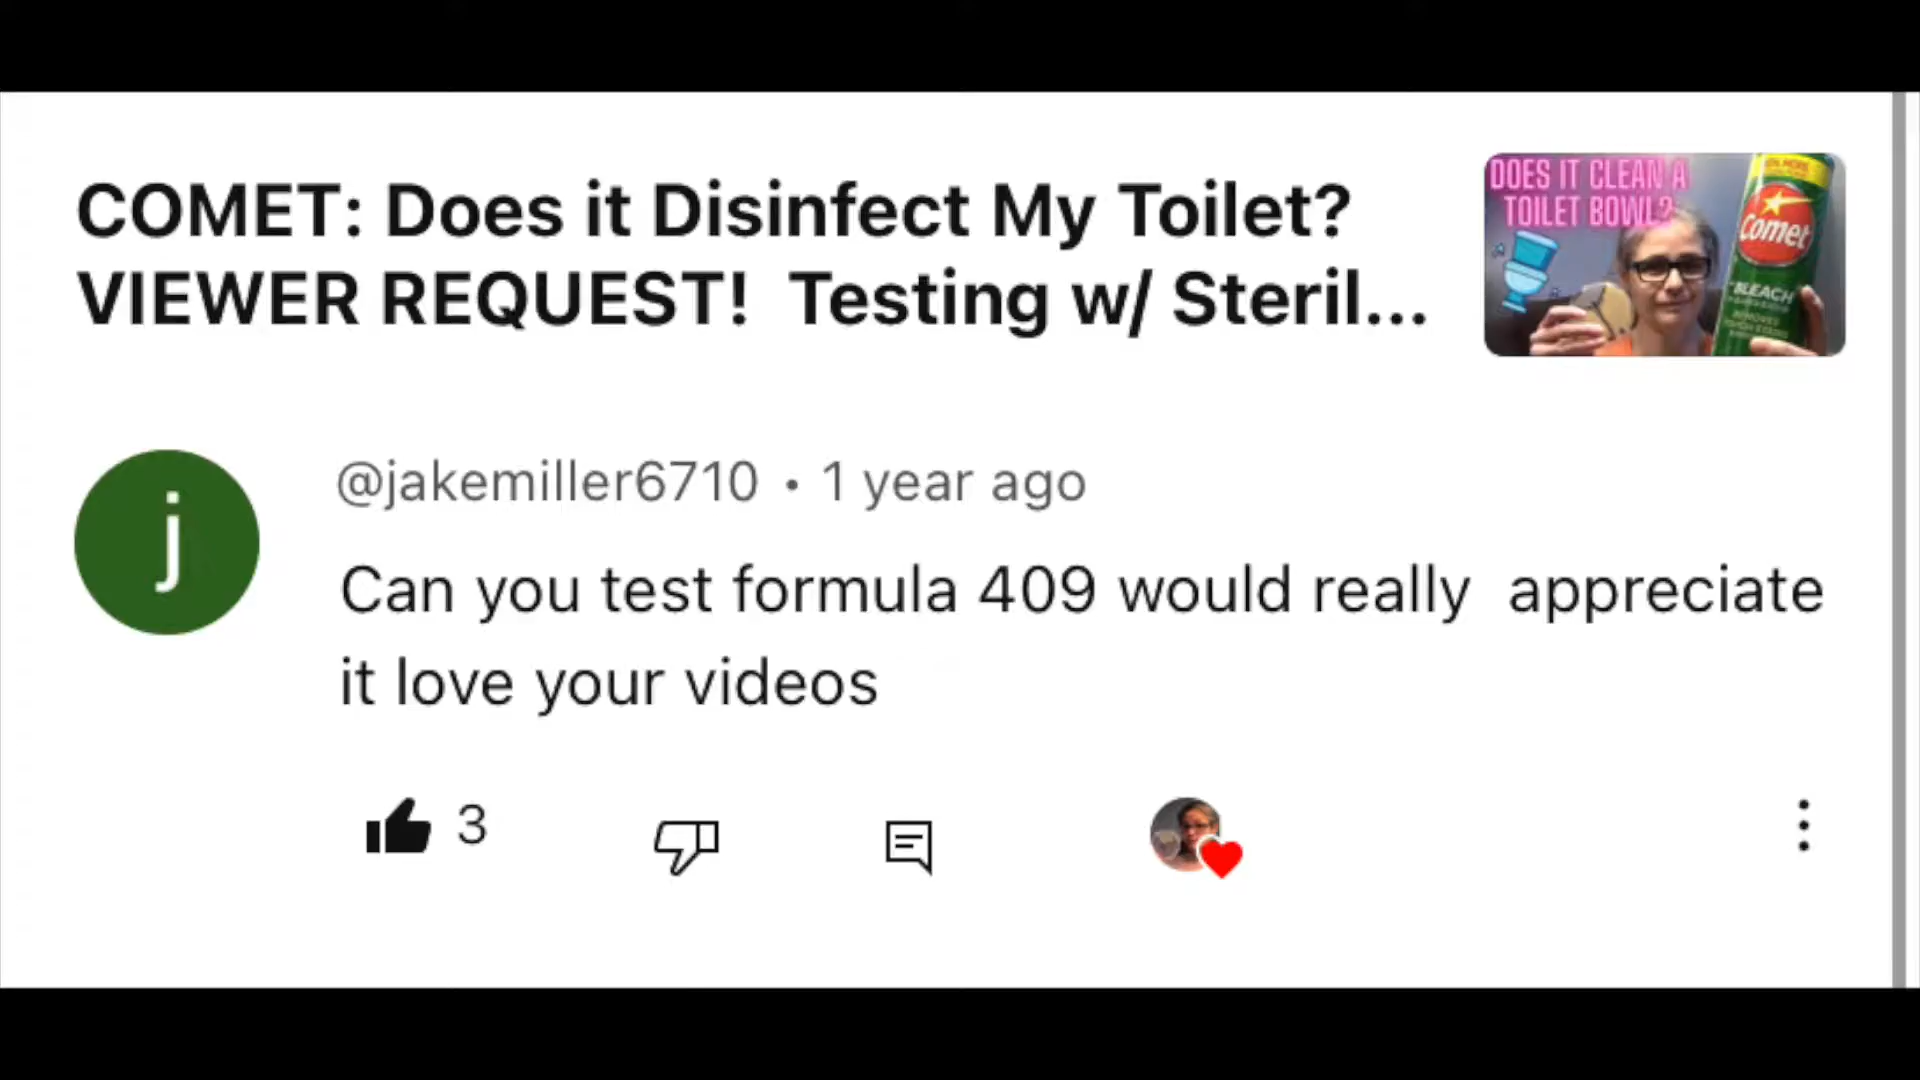 COMET: Does it Disinfect My Toilet?
VIEWER REQUEST!  Testing w/ Steril...
DOES IT CLEAN A
TOILET BOWL?
Comet
BLEACH
j
@jakemiller6710 • 1 year ago
Can you test formula 409 would really  appreciate
it love your videos
3